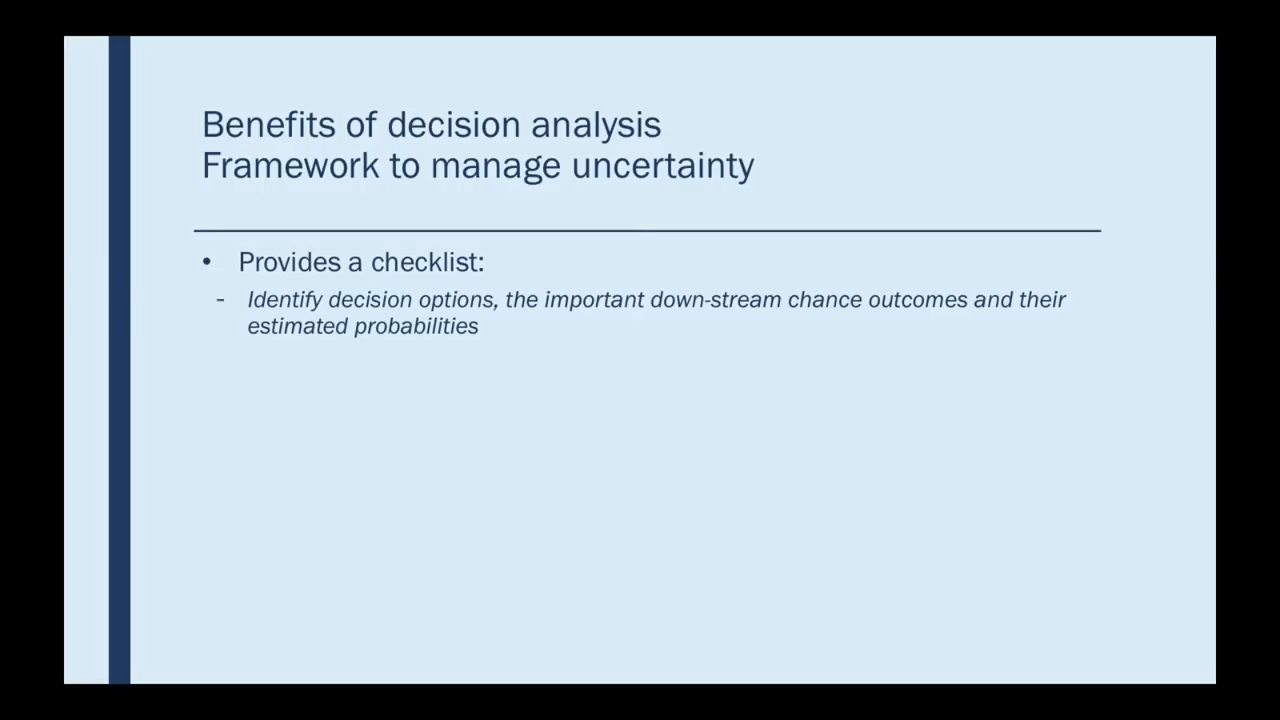 Benefits of decision analysis
Framework to manage uncertainty
• Provides a checklist:
- Identify decision options, the important down-stream chance outcomes and their
estimated probabilities